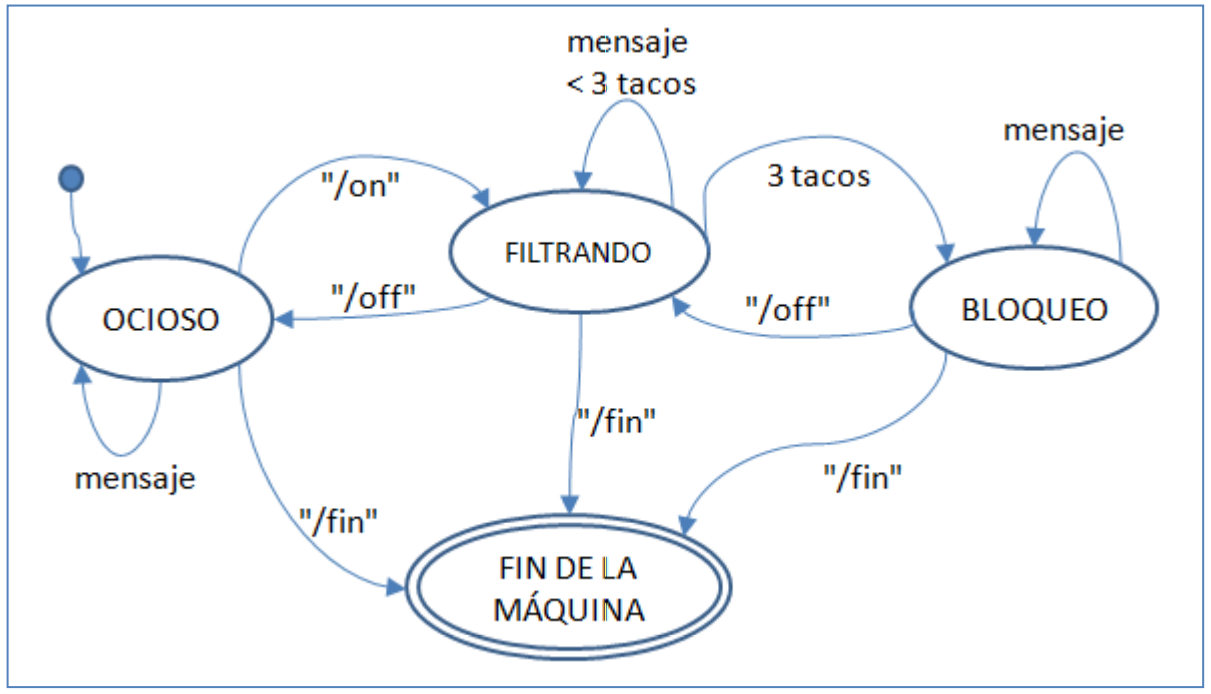 mensaje
< 3 tacos
mensaje
"/on"
3 tacos
FILTRANDO
"/off"
"/off"
OCIOSO
BLOQUEO
"/fin"
mensaje
"/fin"
"/fin"
FIN DE LA
MÁQUINA